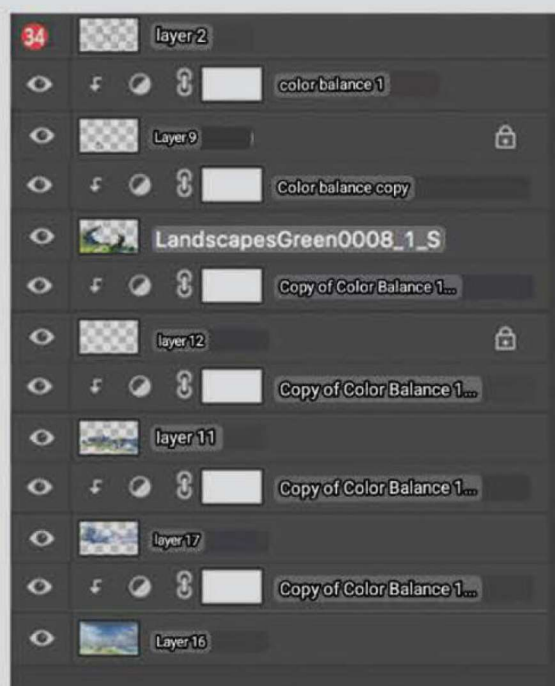 34
layer 2
color balance 1
Layer 9
Color balance copy
LandscapesGreen0008_1_S
Copy of Color Balance 1...
layer 12
Copy of Color Balance 1...
layer 11
Copy of Color Balance 1...
layer 17
Copy of Color Balance 1...
Layer 16